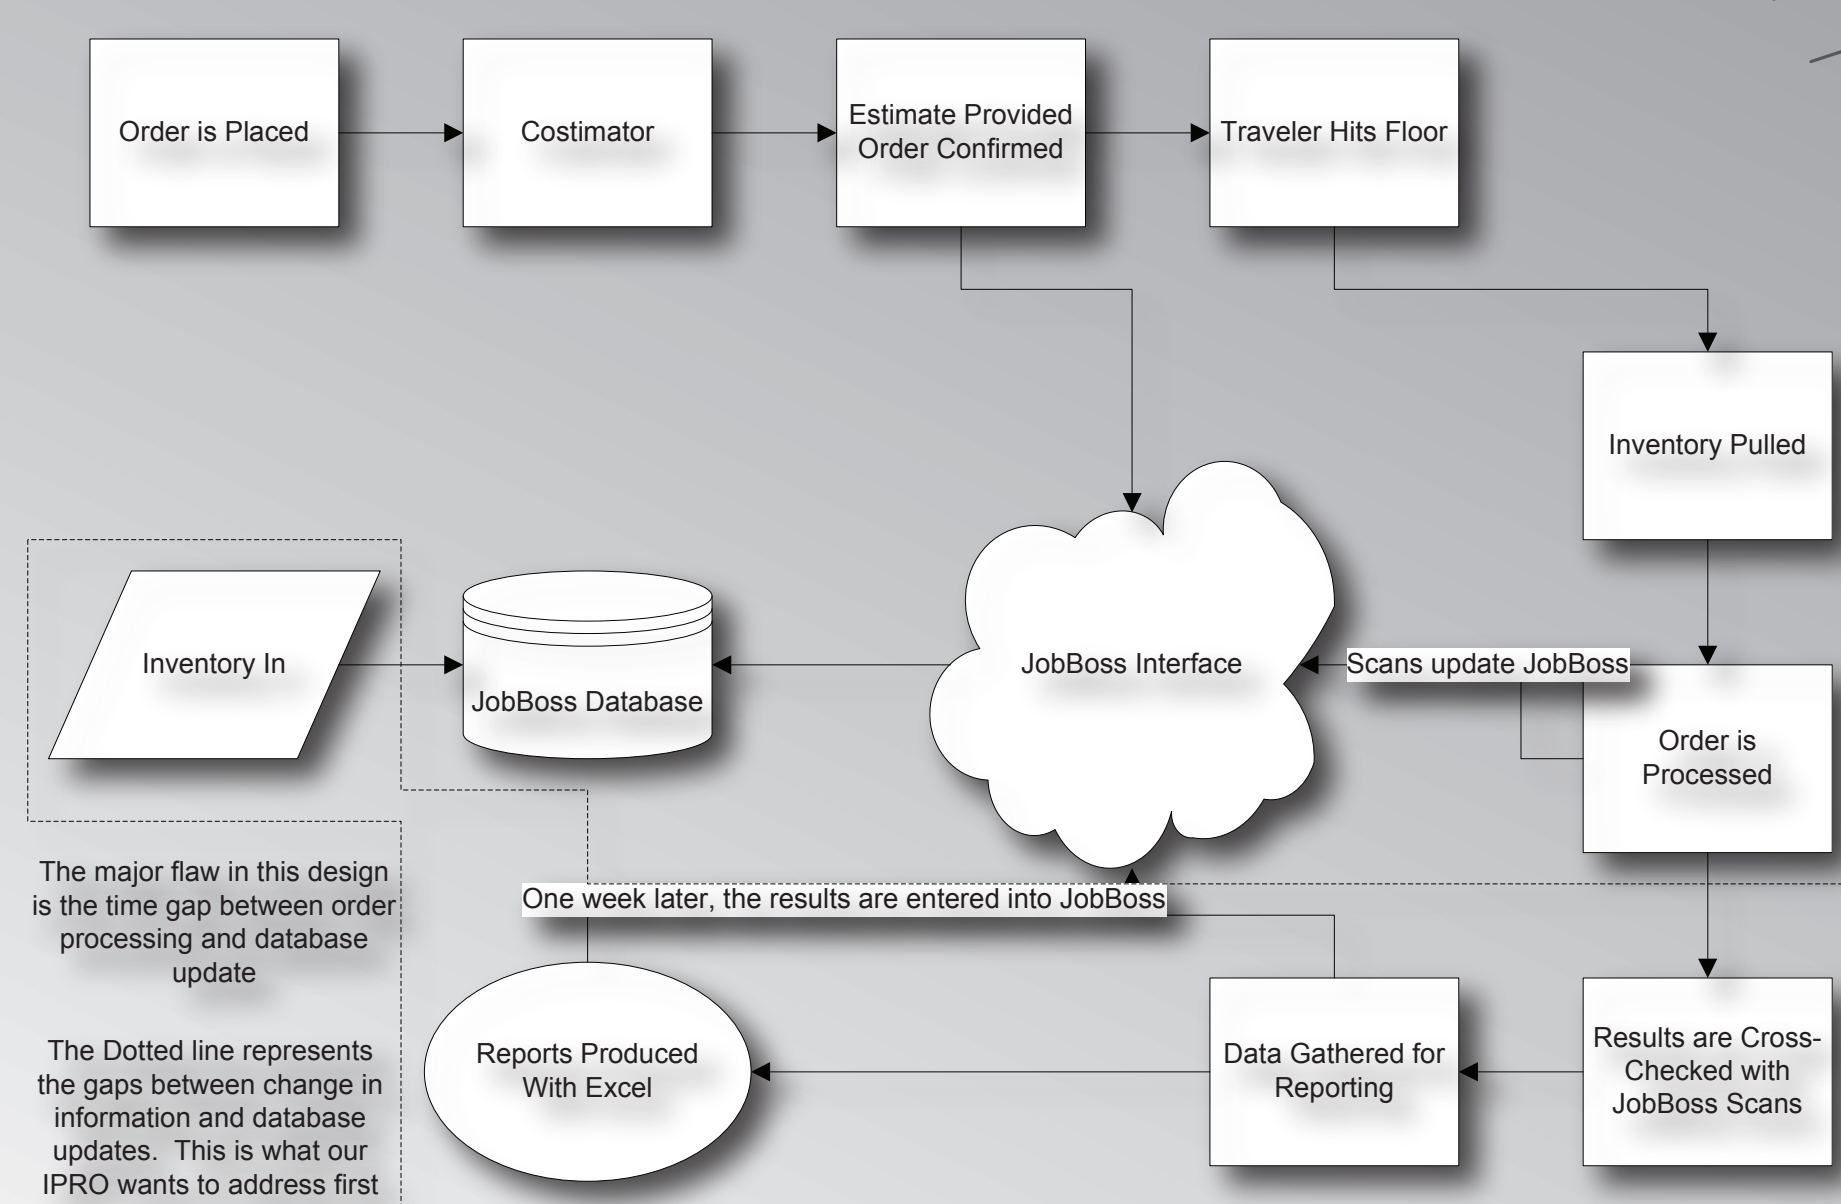 Order is Placed
Costimator
Estimate Provided
Order Confirmed
Traveler Hits Floor
Inventory Pulled
Inventory In
JobBoss Database
JobBoss Interface
Scans update JobBoss
Order is
Processed
The major flaw in this design
is the time gap between order
processing and database
update
One week later, the results are entered into JobBoss
Reports Produced
With Excel
Data Gathered for
Reporting
Results are Cross-
Checked with
JobBoss Scans
The Dotted line represents
the gaps between change in
information and database
updates.  This is what our
IPRO wants to address first